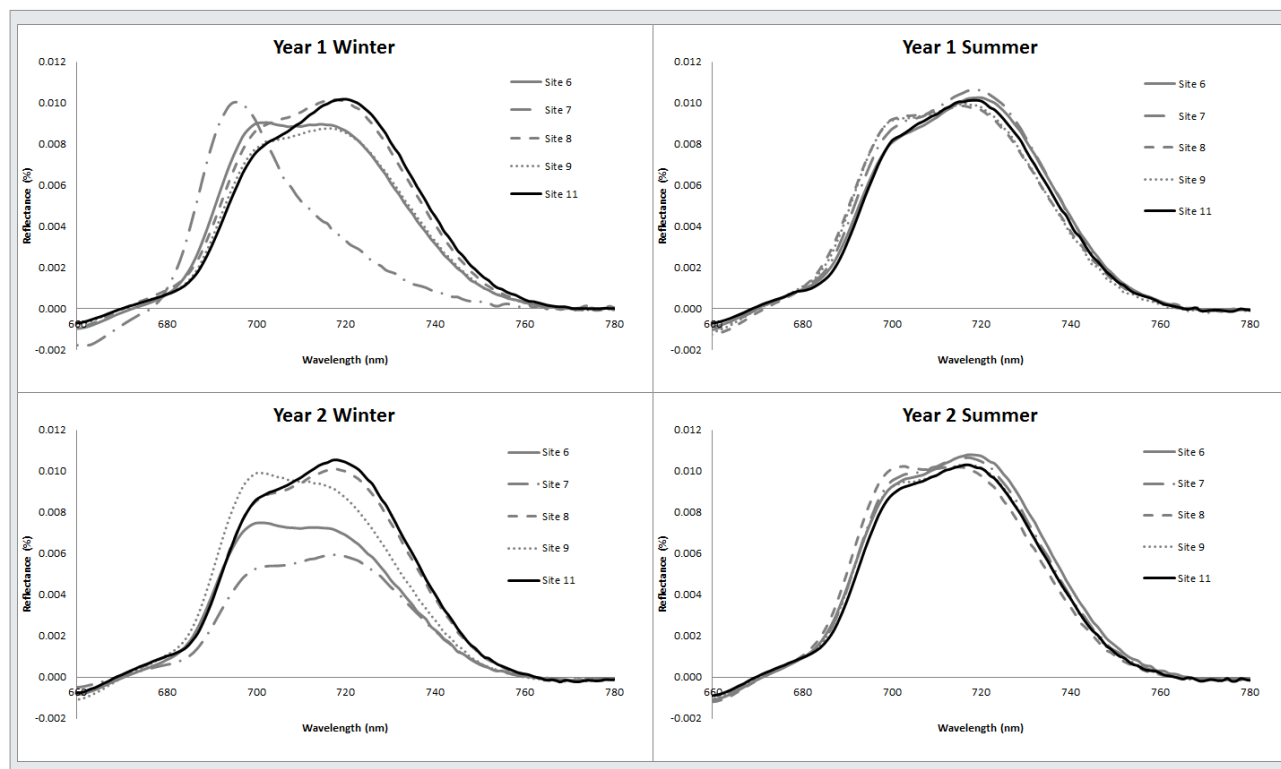 Year 1 Winter
0.012
0.010
0.008
0.006
0.004
0.002
0.000
-0.002
660
680
700
720
740
760
780
Reflectance (%)
Wavelength (nm)
Site 6
Site 7
Site 8
Site 9
Site 11
Year 1 Summer
0.012
0.010
0.008
0.006
0.004
0.002
0.000
-0.002
660
680
700
720
740
760
780
Reflectance (%)
Wavelength (nm)
Site 6
Site 7
Site 8
Site 9
Site 11
Year 2 Winter
0.012
0.010
0.008
0.006
0.004
0.002
0.000
-0.002
660
680
700
720
740
760
780
Reflectance (%)
Wavelength (nm)
Site 6
Site 7
Site 8
Site 9
Site 11
Year 2 Summer
0.012
0.010
0.008
0.006
0.004
0.002
0.000
-0.002
660
680
700
720
740
760
780
Reflectance (%)
Wavelength (nm)
Site 6
Site 7
Site 8
Site 9
Site 11